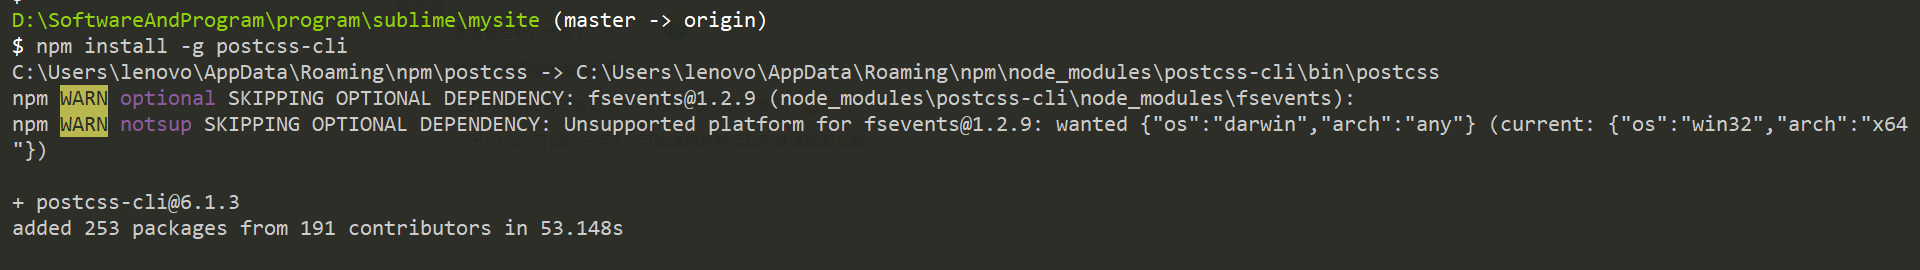 D:\SoftwareAndProgram\program\sublime\mysite (master -> origin)
$ npm install -g postcss-cli
C:\Users\lenovo\AppData\Roaming\npm\postcss -> C:\Users\lenovo\AppData\Roaming\npm\node_modules\postcss-cli\bin\postcss
npm WARN optional SKIPPING OPTIONAL DEPENDENCY: fsevents@1.2.9 (node_modules\postcss-cli\node_modules\fsevents):
npm WARN notsup SKIPPING OPTIONAL DEPENDENCY: Unsupported platform for fsevents@1.2.9: wanted {"os":"darwin","arch":"any"} (current: {"os":"win32","arch":"x64
"})
+ postcss-cli@6.1.3
added 253 packages from 191 contributors in 53.148s